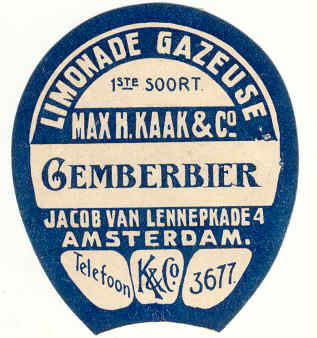 LIMONADE GAZEUSE
1STE SOORT.
MAX H. KAAK & Co
GEMBERBIER
JACOB VAN LENNEPKADE 4
AMSTERDAM.
Telefoon K&Co 3677.